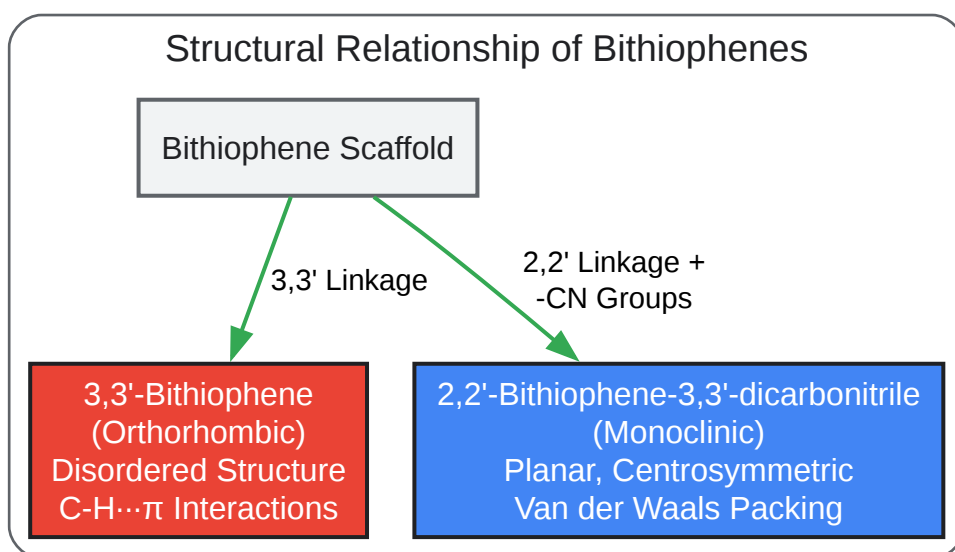 Structural Relationship of Bithiophenes
Bithiophene Scaffold
3,3' Linkage
2,2' Linkage +
-CN Groups
3,3'-Bithiophene
(Orthorhombic)
Disordered Structure
C-H···π Interactions
2,2'-Bithiophene-3,3'-dicarbonitrile
(Monoclinic)
Planar, Centrosymmetric
Van der Waals Packing